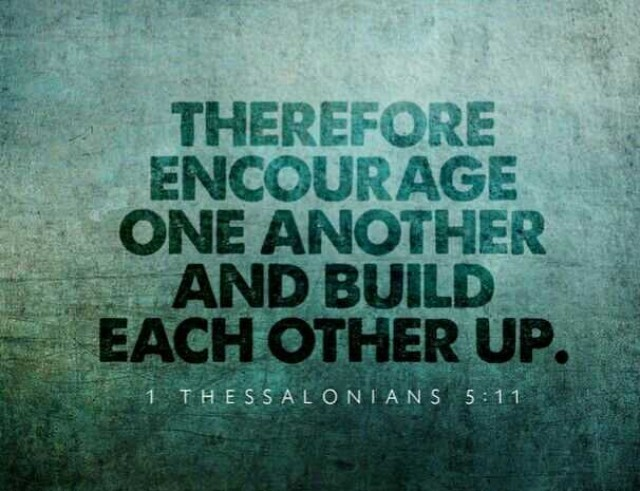 THEREFORE
ENCOURAGE
ONE ANOTHER
AND BUILD
EACH OTHER UP.
1 THESSALONIANS 5:11